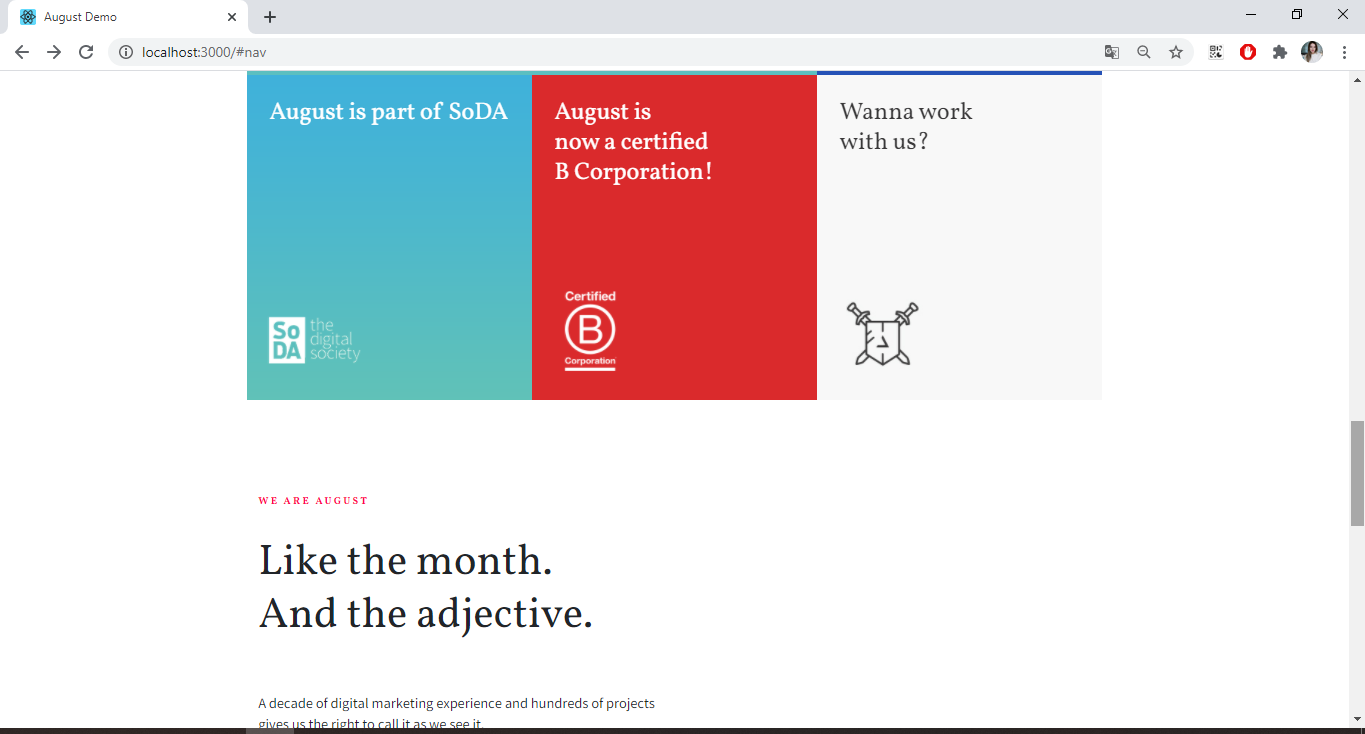 August Demo
localhost:3000/#nav
August is part of SoDA
August is
now a certified
B Corporation!
Wanna work
with us?
So
DA
the
digital
society
Certified
B
Corporation
WE ARE AUGUST
Like the month.
And the adjective.
A decade of digital marketing experience and hundreds of projects
gives us the right to call it as we see it.